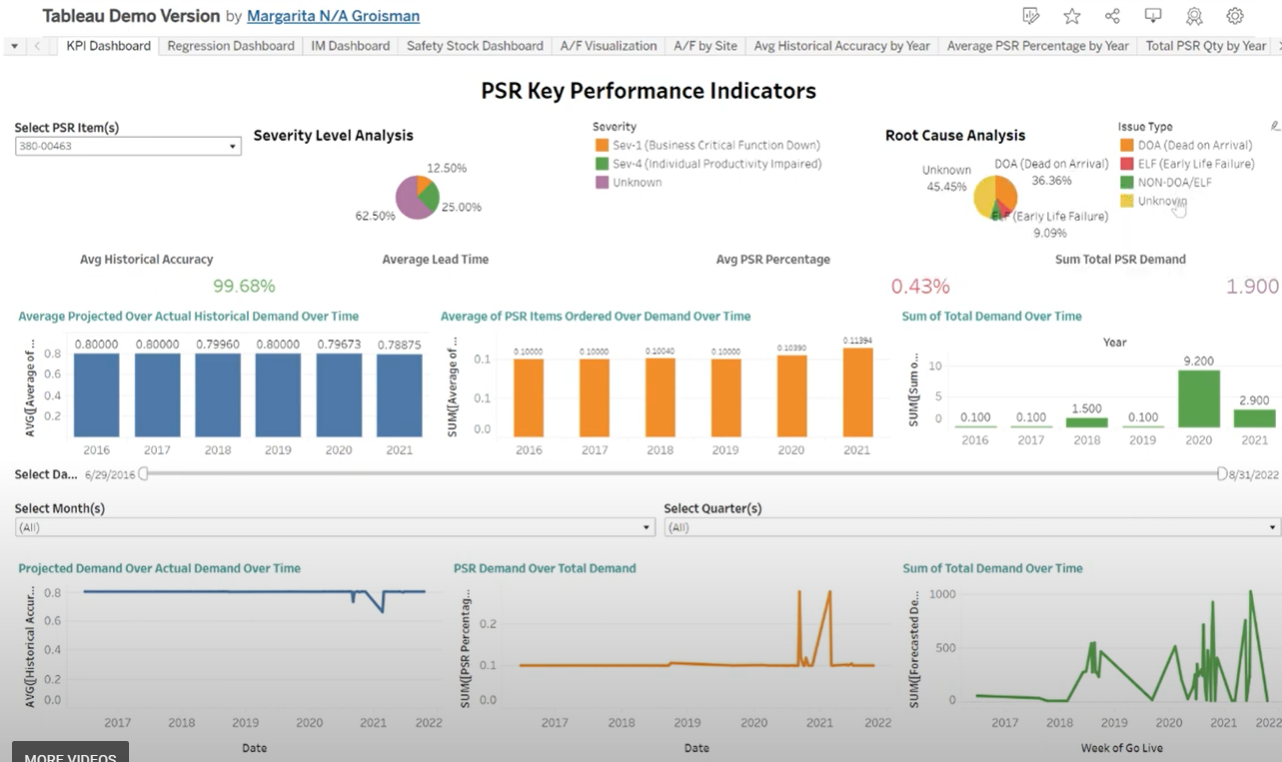 Tableau Demo Version by Margarita N/A Groisman
KPI Dashboard Regression Dashboard IM Dashboard Safety Stock Dashboard A/F Visualization A/F by Site Avg Historical Accuracy by Year Average PSR Percentage by Year Total PSR Qty by Year
PSR Key Performance Indicators
Select PSR Item(s)
380-00463
Severity Level Analysis
12.50%
25.00%
62.50%
Severity
Sev-1 (Business Critical Function Down)
Sev-4 (Individual Productivity Impaired)
Unknown
Root Cause Analysis
Unknown
45.45%
DOA (Dead on Arrival)
36.36%
ELF (Early Life Failure)
9.09%
Issue Type
DOA (Dead on Arrival)
ELF (Early Life Failure)
NON-DOA/ELF
Unknown
Avg Historical Accuracy
99.68%
Average Lead Time
Avg PSR Percentage
0.43%
Sum Total PSR Demand
1.900
Average Projected Over Actual Historical Demand Over Time
AVG([Average of ...
0.8
0.6
0.4
0.2
0.80000 0.80000 0.79960 0.80000 0.79673 0.78875
2016 2017 2018 2019 2020 2021
Average of PSR Items Ordered Over Demand Over Time
SUM([Average of ...
0.1
0.1
0.0
0.10000 0.10000 0.10040 0.10000 0.10390 0.11394
2016 2017 2018 2019 2020 2021
Sum of Total Demand Over Time
Year
SUM([Sum o...
10
5
0
0.100 0.100 1.500 0.100 9.200 2.900
2016 2017 2018 2019 2020 2021
Select Da... 6/29/2016 8/31/2022
Select Month(s)
(All)
Select Quarter(s)
(All)
Projected Demand Over Actual Demand Over Time
AVG([Historical Accur...
0.8
0.6
0.4
0.2
0.0
2017 2018 2019 2020 2021 2022
Date
PSR Demand Over Total Demand
SUM([PSR Percentag...
0.2
0.1
0.0
2017 2018 2019 2020 2021 2022
Date
Sum of Total Demand Over Time
SUM([Forecasted De...
1000
500
0
2017 2018 2019 2020 2021 2022
Week of Go Live
MORE VIDEOS